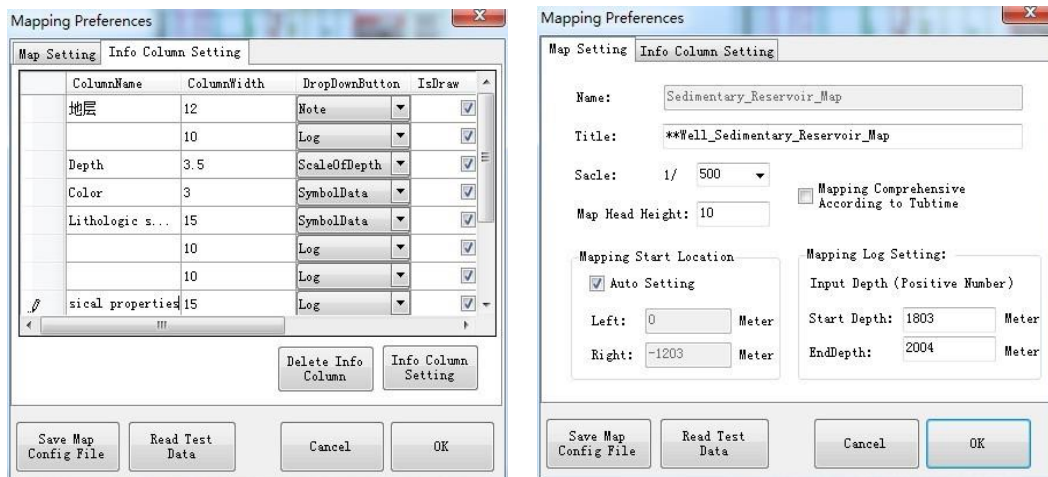 Mapping Preferences
Map Setting Info Column Setting
ColumnName ColumnWidth DropDownButton IsDraw
地层 12 Note
10 Log
Depth 3.5 ScaleOfDepth
Color 3 SymbolData
Lithologic s... 15 SymbolData
10 Log
10 Log
sical properties 15 Log
Delete Info Column
Info Column Setting
Save Map Config File
Read Test Data
Cancel
OK
Mapping Preferences
Map Setting Info Column Setting
Name: Sedimentary_Reservoir_Map
Title: **Well_Sedimentary_Reservoir_Map
Sacle: 1/ 500
Mapping Comprehensive
According to Tubtime
Map Head Height: 10
Mapping Start Location
Auto Setting
Left: 0 Meter
Right: -1203 Meter
Mapping Log Setting:
Input Depth (Positive Number)
Start Depth: 1803 Meter
EndDepth: 2004 Meter
Save Map Config File
Read Test Data
Cancel
OK